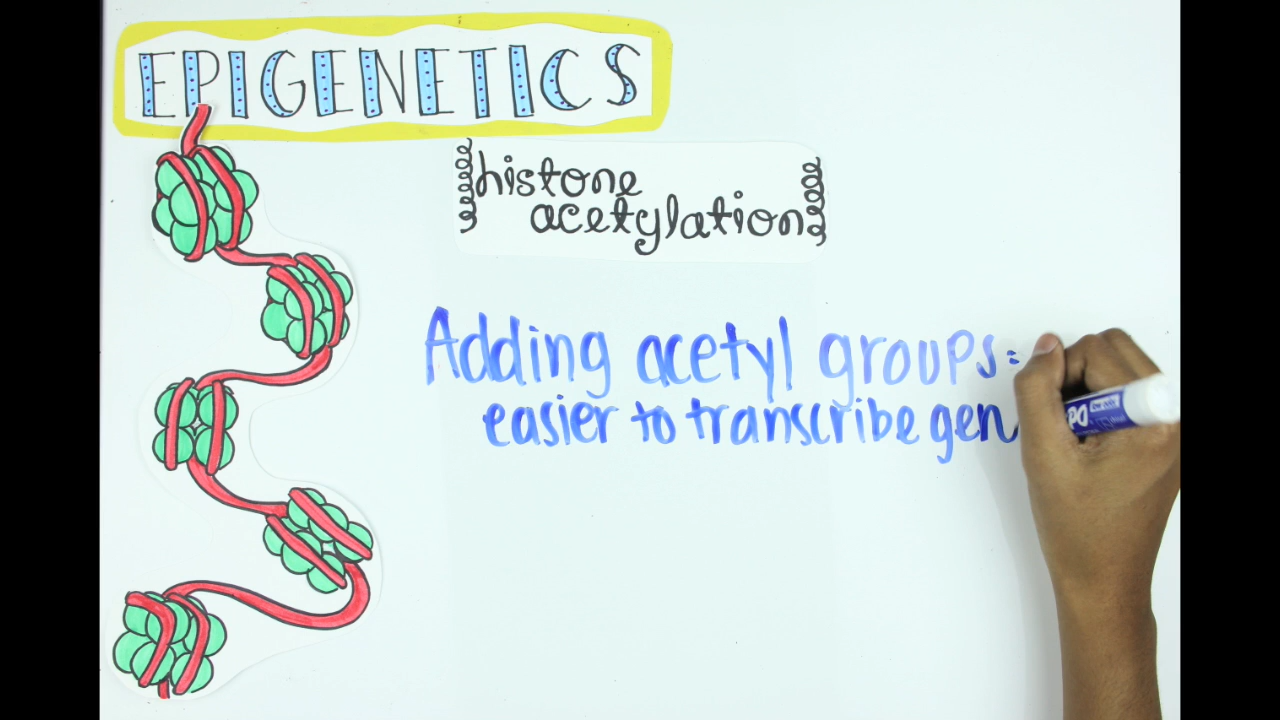 EPIGENETICS
histone
acetylation
Adding acetyl groups:
easier to transcribe gen